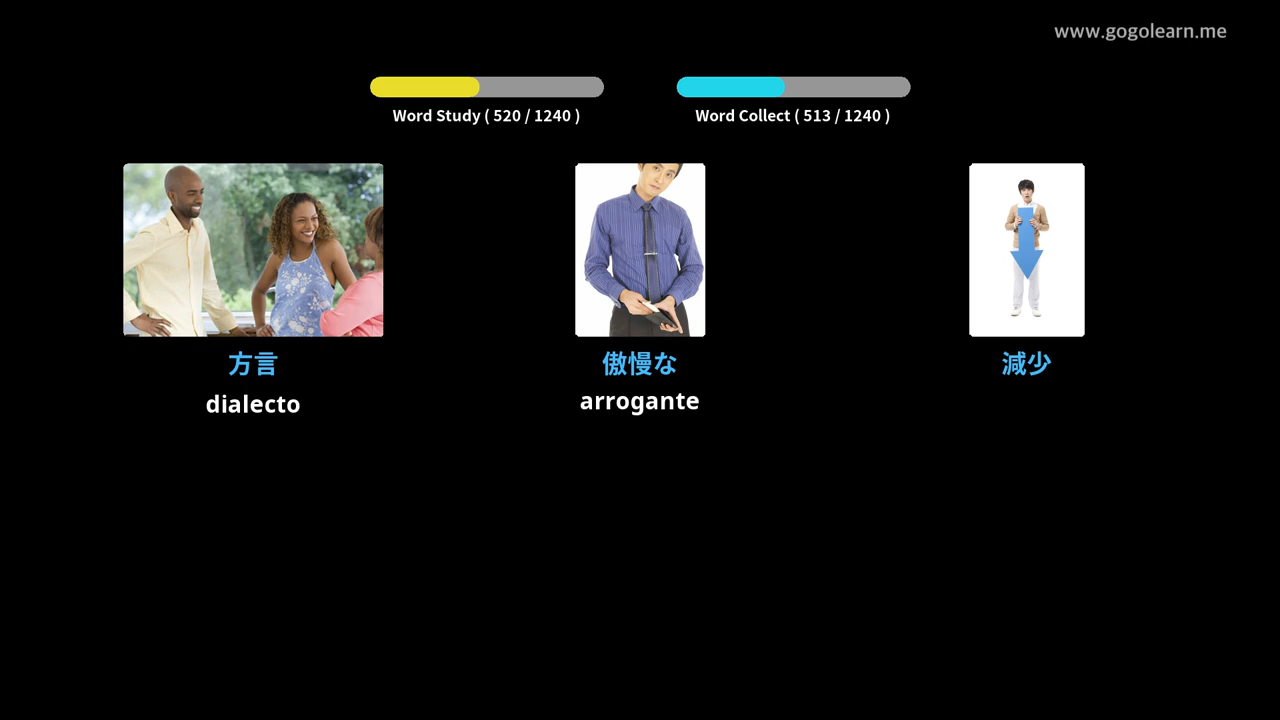 www.gogolearn.me
Word Study ( 520 / 1240 )
Word Collect ( 513 / 1240 )
方言
傲慢な
減少
dialecto
arrogante